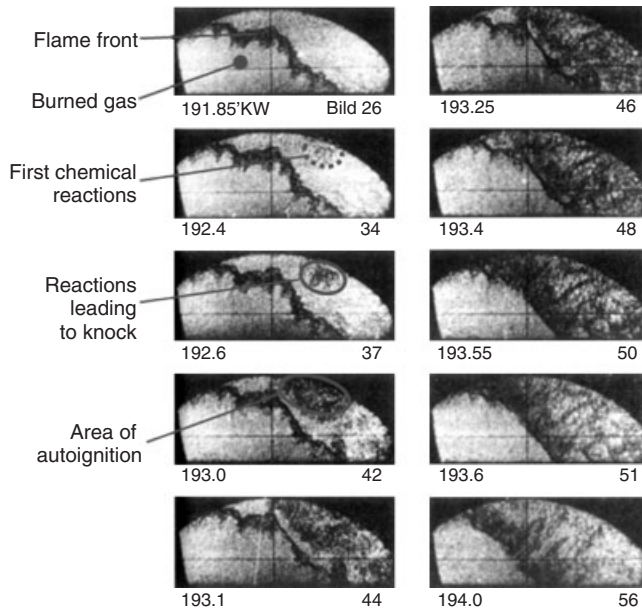 Flame front
Burned gas
191.85'KW Bild 26
First chemical
reactions
192.4 34
Reactions
leading
to knock
192.6 37
Area of
autoignition
193.0 42
193.1 44
193.25 46
193.4 48
193.55 50
193.6 51
194.0 56